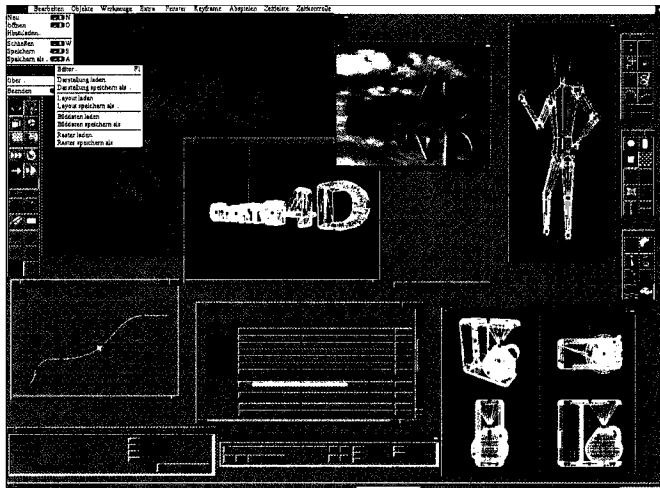 Bearbeiten Objekte Werkzeuge Extra Fenster Keyframe Abspielen Zeitleiste Zeitkontrolle
Neu N
Öffnen O
Hinzuladen..
Schließen W
Speichern S
Speichern als . A
Über .
Beenden
Editor .
Darstellung laden.
Darstellung speichern als .
Layout laden
Layout speichern als .
Bilddaten laden
Bilddaten speichern als
Raster laden.
Raster speichern als
4D